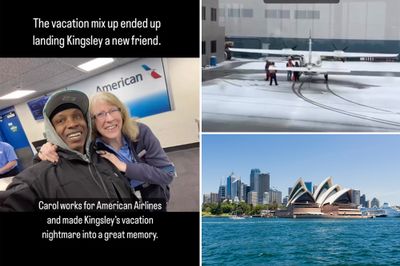 The vacation mix up ended up
landing Kingsley a new friend.
American
Carol works for American Airlines
and made Kingsley's vacation
nightmare into a great memory.